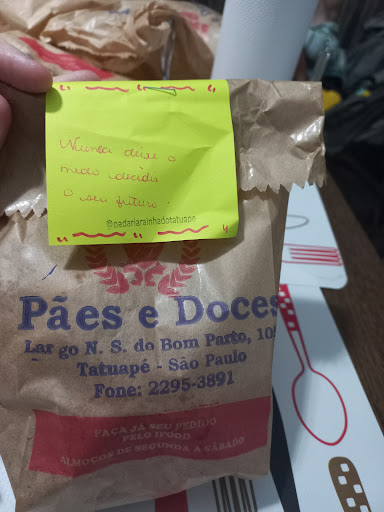 Nunca deixe o
medo decidir
o seu futuro!
@padariarainhadotatuape
Pães e Doces
Largo N. S. do Bom Parto, 10
Tatuapé - São Paulo
Fone: 2295-3891
FAÇA JÁ SEU PEDIDO
PELO IFOOD
ALMOÇOS DE SEGUNDA A SÁBADO